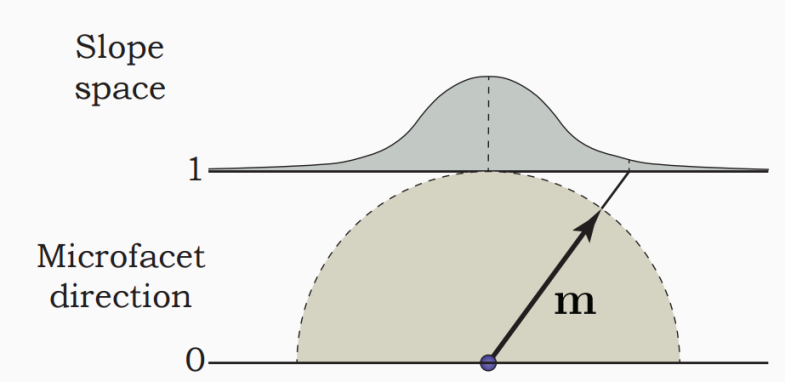 Slope
space
1
Microfacet
direction
m
0